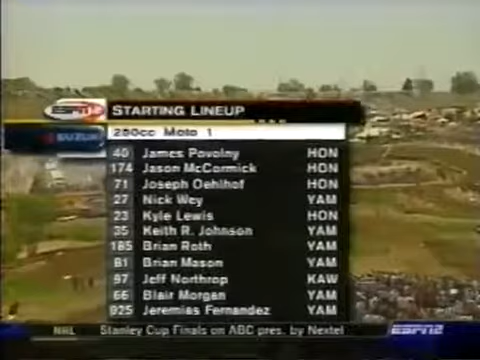 ESPN
STARTING LINEUP
SUZUKI
250cc Moto 1
40 James Povolny HON
174 Jason McCormick HON
71 Joseph Oehlhof HON
27 Nick Wey YAM
23 Kyle Lewis HON
35 Keith R. Johnson YAM
185 Brian Roth YAM
81 Brian Mason YAM
97 Jeff Northrop KAW
66 Blair Morgan YAM
925 Jeremias Fernandez YAM
NHL Stanley Cup Finals on ABC pres. by Nextel ESPN2